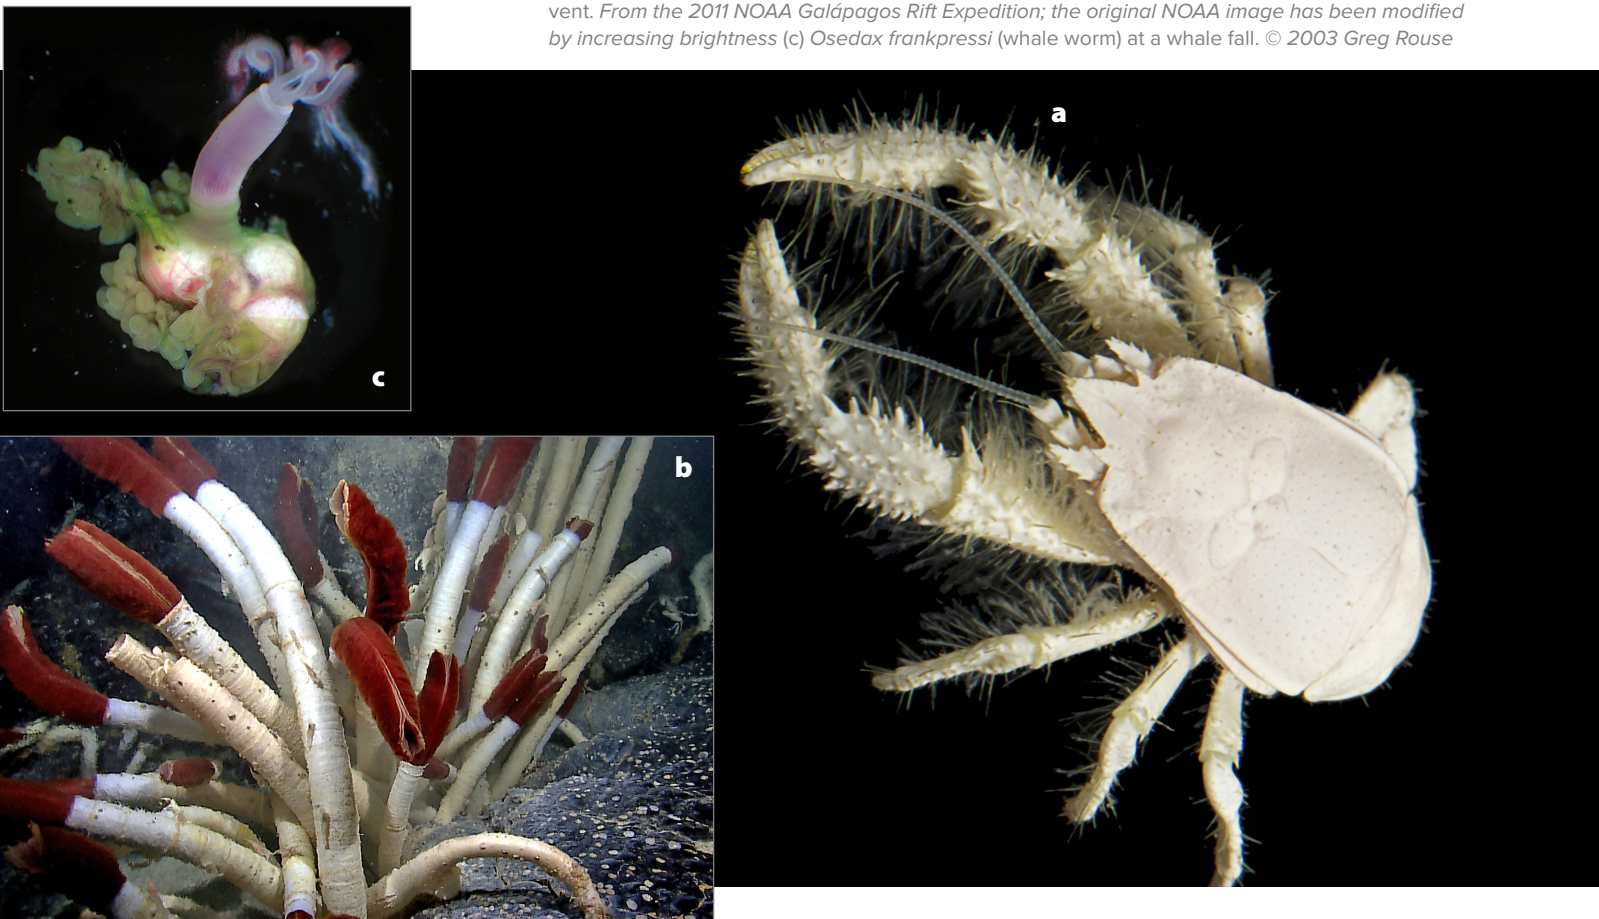 vent. From the 2011 NOAA Galápagos Rift Expedition; the original NOAA image has been modified
by increasing brightness (c) Osedax frankpressi (whale worm) at a whale fall. © 2003 Greg Rouse
a
c
b